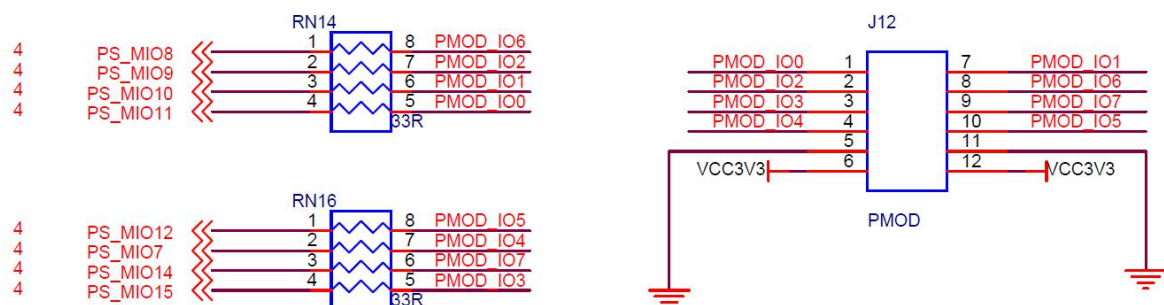 RN14
4 PS_MIO8 1 8 PMOD_IO6
4 PS_MIO9 2 7 PMOD_IO2
4 PS_MIO10 3 6 PMOD_IO1
4 PS_MIO11 4 5 PMOD_IO0
33R
RN16
4 PS_MIO12 1 8 PMOD_IO5
4 PS_MIO7 2 7 PMOD_IO4
4 PS_MIO14 3 6 PMOD_IO7
4 PS_MIO15 4 5 PMOD_IO3
33R
J12
PMOD_IO0 1 7 PMOD_IO1
PMOD_IO2 2 8 PMOD_IO6
PMOD_IO3 3 9 PMOD_IO7
PMOD_IO4 4 10 PMOD_IO5
5 11
VCC3V3 6 12 VCC3V3
PMOD